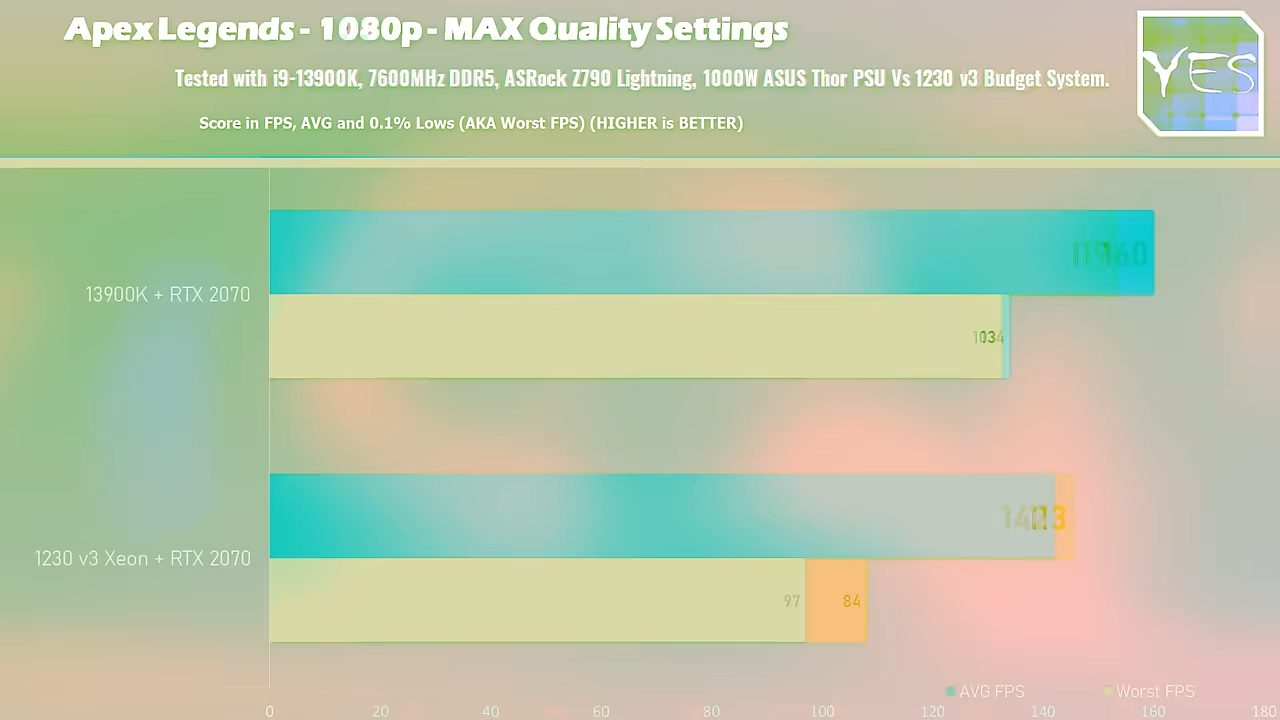 Apex Legends - 1080p - MAX Quality Settings
YES
Tested with i9-13900K, 7600MHz DDR5, ASRock Z790 Lightning, 1000W ASUS Thor PSU Vs 1230 v3 Budget System.
Score in FPS, AVG and 0.1% Lows (AKA Worst FPS) (HIGHER is BETTER)
13900K + RTX 2070
1230 v3 Xeon + RTX 2070
97 84
AVG FPS Worst FPS
0 20 40 60 80 100 120 140 160 180